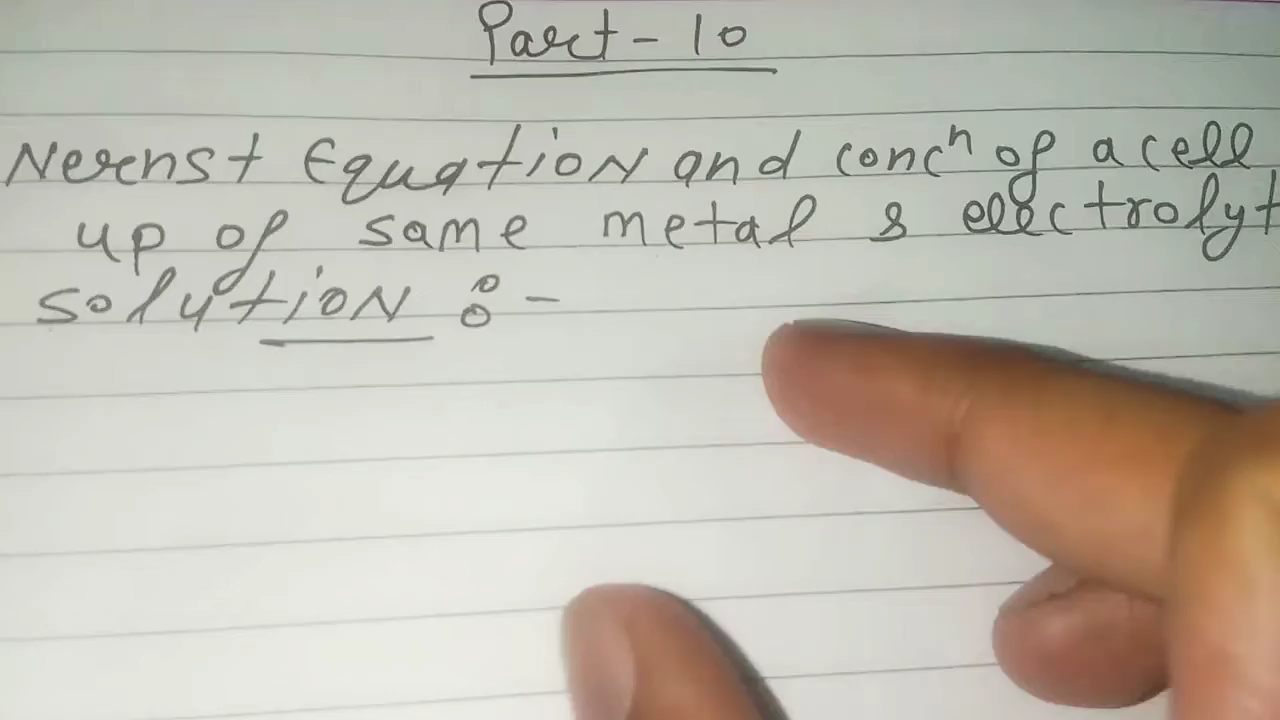 Part - 10
Nernst Equation and concⁿ of a cell
up of same metal & electrolyt
solution :-